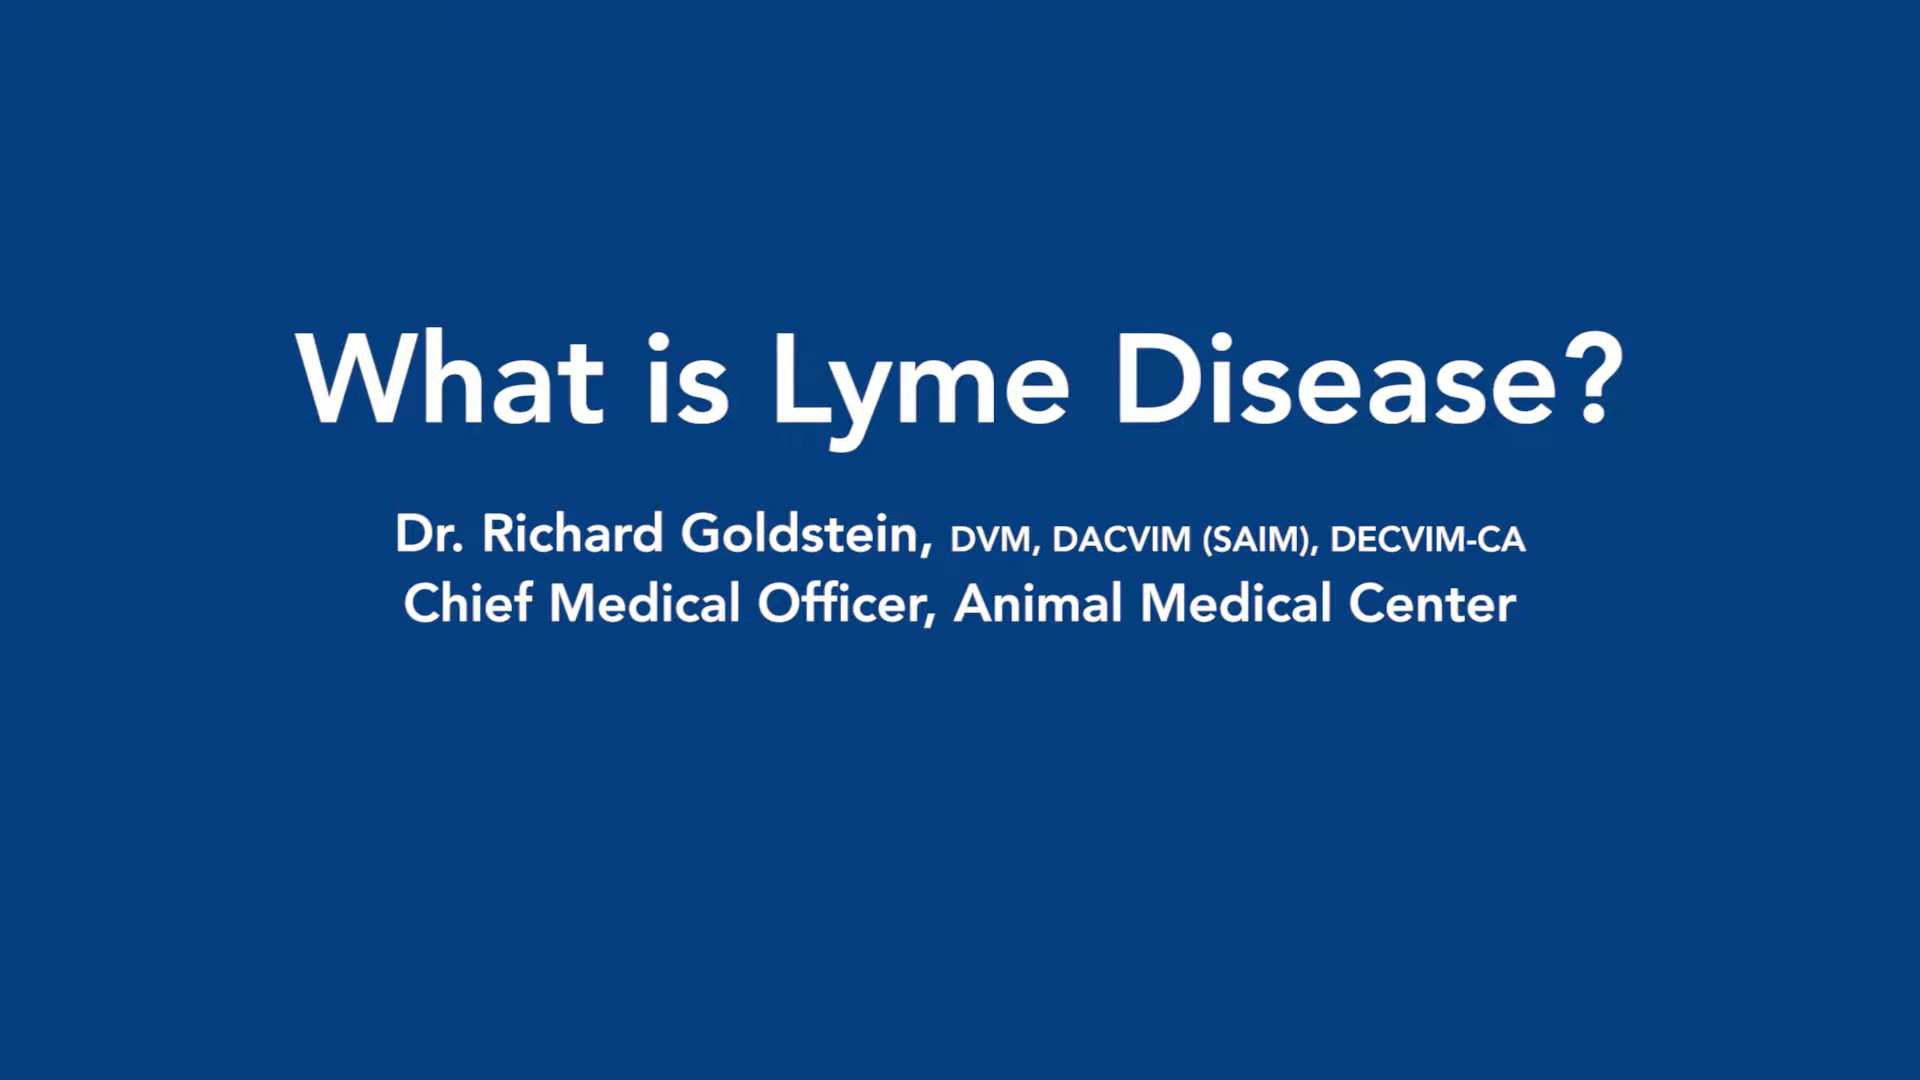 What is Lyme Disease?
Dr. Richard Goldstein, DVM, DACVIM (SAIM), DECVIM-CA
Chief Medical Officer, Animal Medical Center